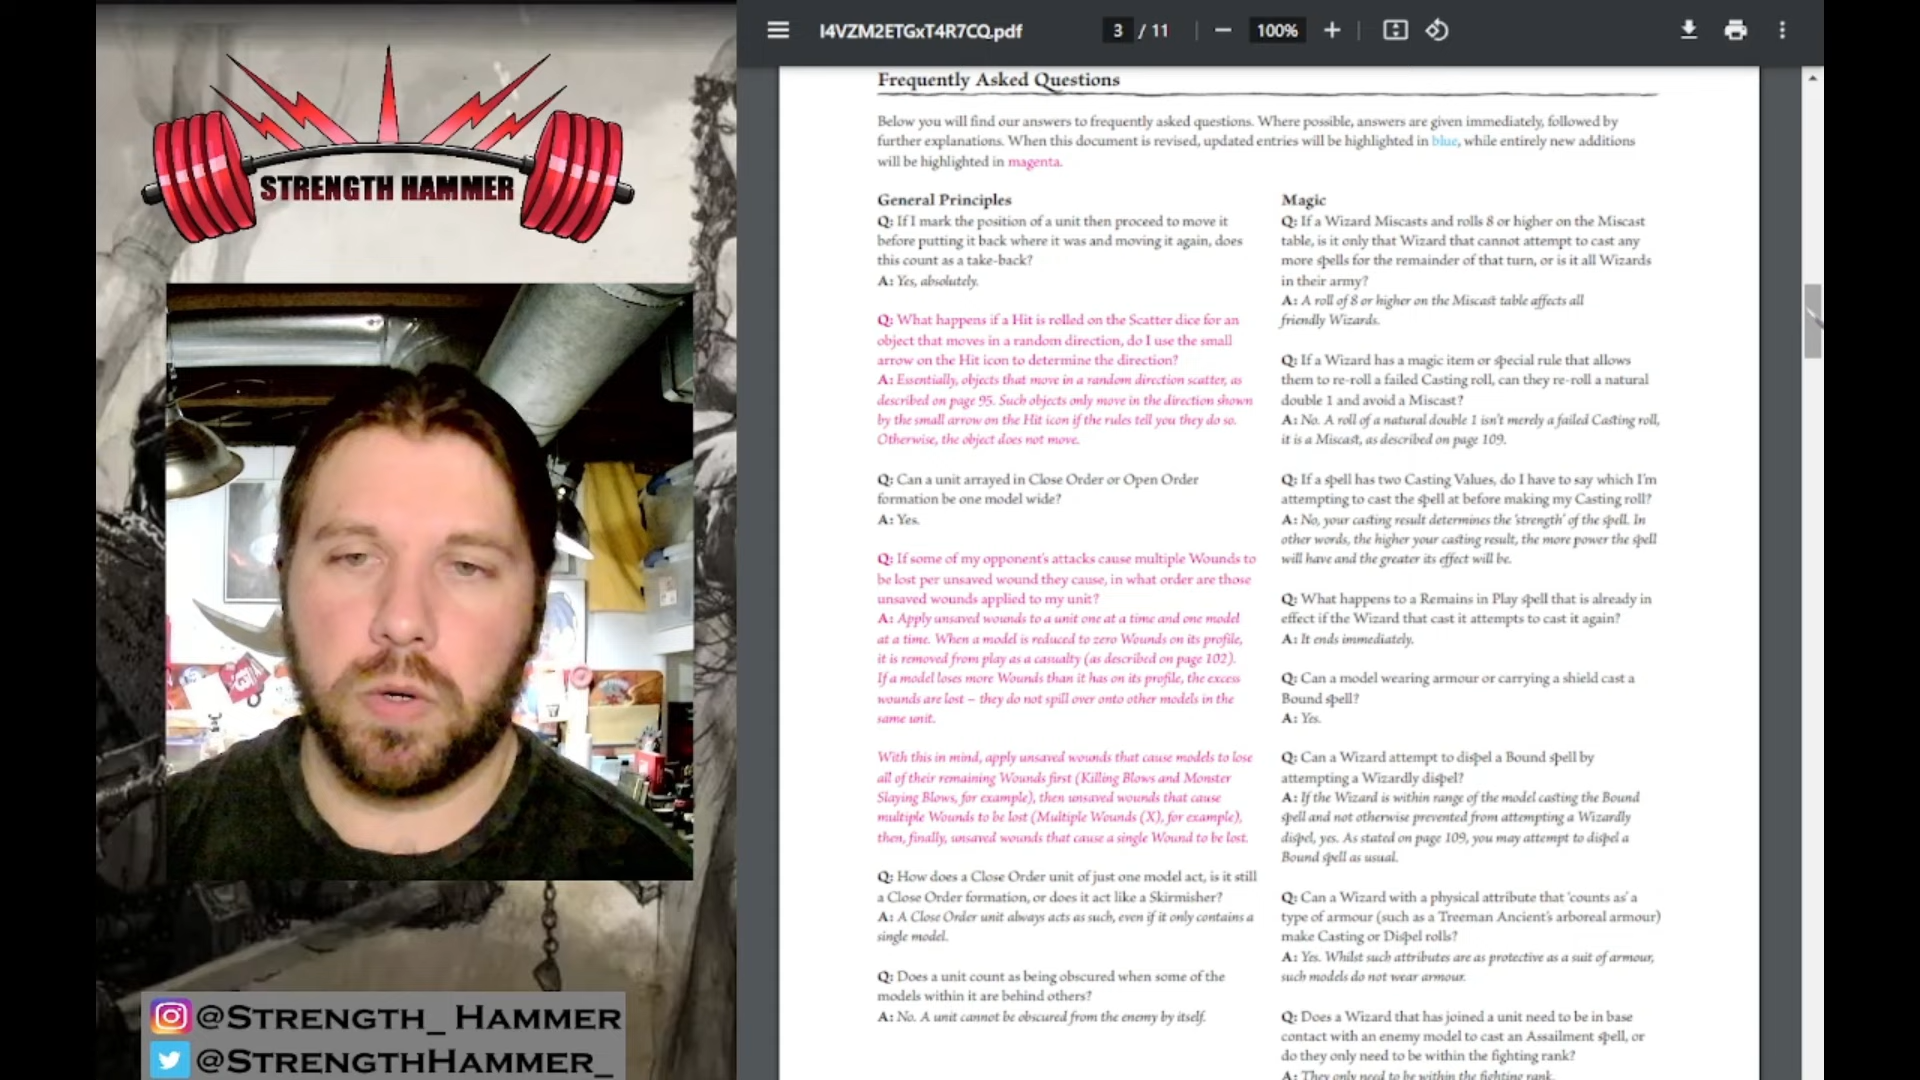 STRENGTH HAMMER
@STRENGTH_ HAMMER
@STRENGTHHAMMER_
I4VZM2ETGxT4R7CQ.pdf
3 / 11
100%
Frequently Asked Questions
Below you will find our answers to frequently asked questions. Where possible, answers are given immediately, followed by
further explanations. When this document is revised, updated entries will be highlighted in blue, while entirely new additions
will be highlighted in magenta.
General Principles
Q: If I mark the position of a unit then proceed to move it
before putting it back where it was and moving it again, does
this count as a take-back?
A: Yes, absolutely.
Q: What happens if a Hit is rolled on the Scatter dice for an
object that moves in a random direction, do I use the small
arrow on the Hit icon to determine the direction?
A: Essentially, objects that move in a random direction scatter, as
described on page 95. Such objects only move in the direction shown
by the small arrow on the Hit icon if the rules tell you they do so.
Otherwise, the object does not move.
Q: Can a unit arrayed in Close Order or Open Order
formation be one model wide?
A: Yes.
Q: If some of my opponent's attacks cause multiple Wounds to
be lost per unsaved wound they cause, in what order are those
unsaved wounds applied to my unit?
A: Apply unsaved wounds to a unit one at a time and one model
at a time. When a model is reduced to zero Wounds on its profile,
it is removed from play as a casualty (as described on page 102).
If a model loses more Wounds than it has on its profile, the excess
wounds are lost – they do not spill over onto other models in the
same unit.
With this in mind, apply unsaved wounds that cause models to lose
all of their remaining Wounds first (Killing Blows and Monster
Slaying Blows, for example), then unsaved wounds that cause
multiple Wounds to be lost (Multiple Wounds (X), for example),
then, finally, unsaved wounds that cause a single Wound to be lost.
Q: How does a Close Order unit of just one model act, is it still
a Close Order formation, or does it act like a Skirmisher?
A: A Close Order unit always acts as such, even if it only contains a
single model.
Q: Does a unit count as being obscured when some of the
models within it are behind others?
A: No. A unit cannot be obscured from the enemy by itself.
Magic
Q: If a Wizard Miscasts and rolls 8 or higher on the Miscast
table, is it only that Wizard that cannot attempt to cast any
more spells for the remainder of that turn, or is it all Wizards
in their army?
A: A roll of 8 or higher on the Miscast table affects all
friendly Wizards.
Q: If a Wizard has a magic item or special rule that allows
them to re-roll a failed Casting roll, can they re-roll a natural
double 1 and avoid a Miscast?
A: No. A roll of a natural double 1 isn't merely a failed Casting roll,
it is a Miscast, as described on page 109.
Q: If a spell has two Casting Values, do I have to say which I'm
attempting to cast the spell at before making my Casting roll?
A: No, your casting result determines the 'strength' of the spell. In
other words, the higher your casting result, the more power the spell
will have and the greater its effect will be.
Q: What happens to a Remains in Play spell that is already in
effect if the Wizard that cast it attempts to cast it again?
A: It ends immediately.
Q: Can a model wearing armour or carrying a shield cast a
Bound spell?
A: Yes.
Q: Can a Wizard attempt to dispel a Bound spell by
attempting a Wizardly dispel?
A: If the Wizard is within range of the model casting the Bound
spell and not otherwise prevented from attempting a Wizardly
dispel, yes. As stated on page 109, you may attempt to dispel a
Bound spell as usual.
Q: Can a Wizard with a physical attribute that 'counts as' a
type of armour (such as a Treeman Ancient's arboreal armour)
make Casting or Dispel rolls?
A: Yes. Whilst such attributes are as protective as a suit of armour,
such models do not wear armour.
Q: Does a Wizard that has joined a unit need to be in base
contact with an enemy model to cast an Assailment spell, or
do they only need to be within the fighting rank?
A: They only need to be within the fighting rank.